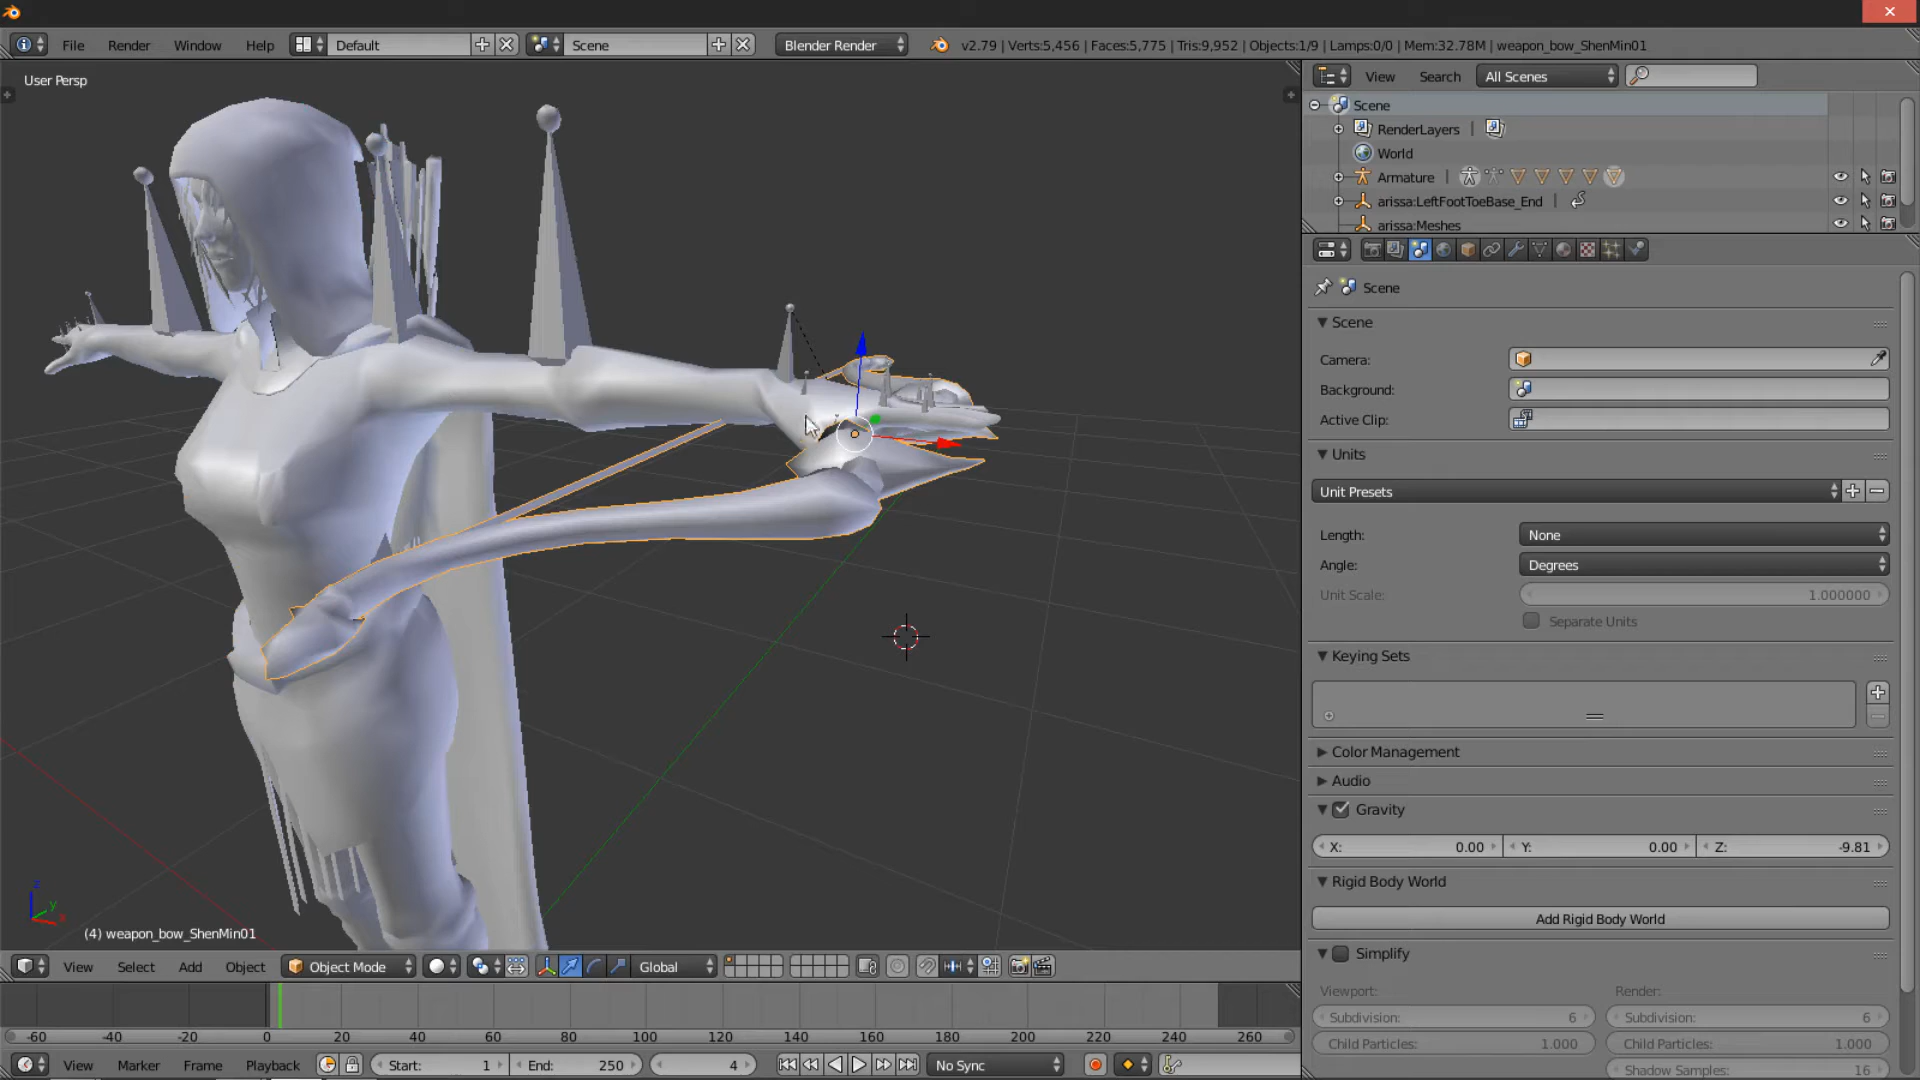 File Render Window Help Default Scene Blender Render v2.79 | Verts:5,456 | Faces:5,775 | Tris:9,952 | Objects:1/9 | Lamps:0/0 | Mem:32.78M | weapon_bow_ShenMin01
User Persp
View Search All Scenes
Scene
RenderLayers
World
Armature
arissa:LeftFootToeBase_End
arissa:Meshes
Scene
Scene
Camera:
Background:
Active Clip:
Units
Unit Presets
Length: None
Angle: Degrees
Unit Scale: 1.000000
Separate Units
Keying Sets
Color Management
Audio
Gravity
X: 0.00 Y: 0.00 Z: -9.81
Rigid Body World
Add Rigid Body World
Simplify
Viewport: Render:
Subdivision: 6 Subdivision: 6
Child Particles: 1.000 Child Particles: 1.000
Shadow Samples: 16
z
y
x
(4) weapon_bow_ShenMin01
View Select Add Object Object Mode Global
-60 -40 -20 0 20 40 60 80 100 120 140 160 180 200 220 240 260
View Marker Frame Playback Start: 1 End: 250 4 No Sync